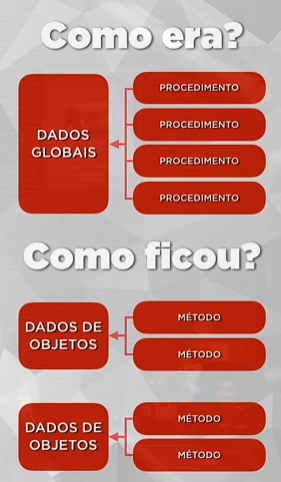 Como era?
DADOS
GLOBAIS
PROCEDIMENTO
PROCEDIMENTO
PROCEDIMENTO
PROCEDIMENTO
Como ficou?
DADOS DE
OBJETOS
MÉTODO
MÉTODO
DADOS DE
OBJETOS
MÉTODO
MÉTODO